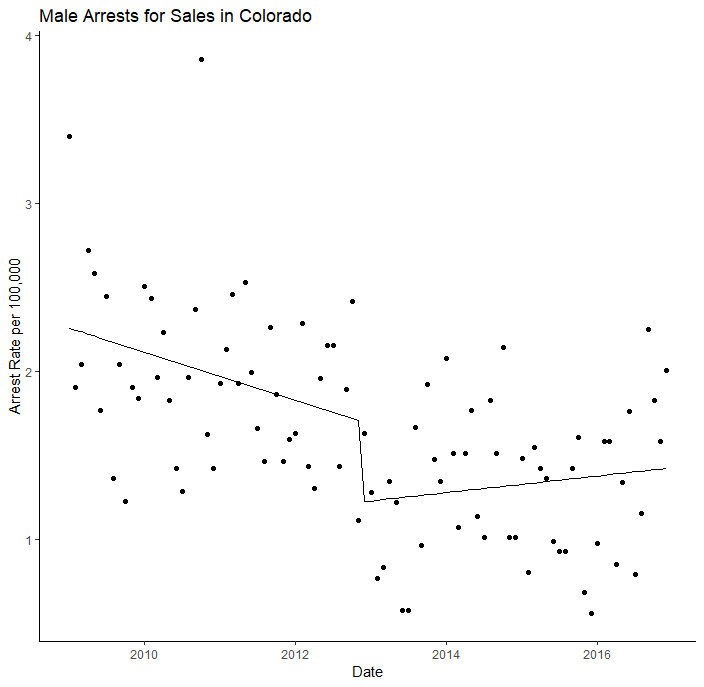 Male Arrests for Sales in Colorado
Arrest Rate per 100,000
4
3
2
1
2010 2012 2014 2016
Date